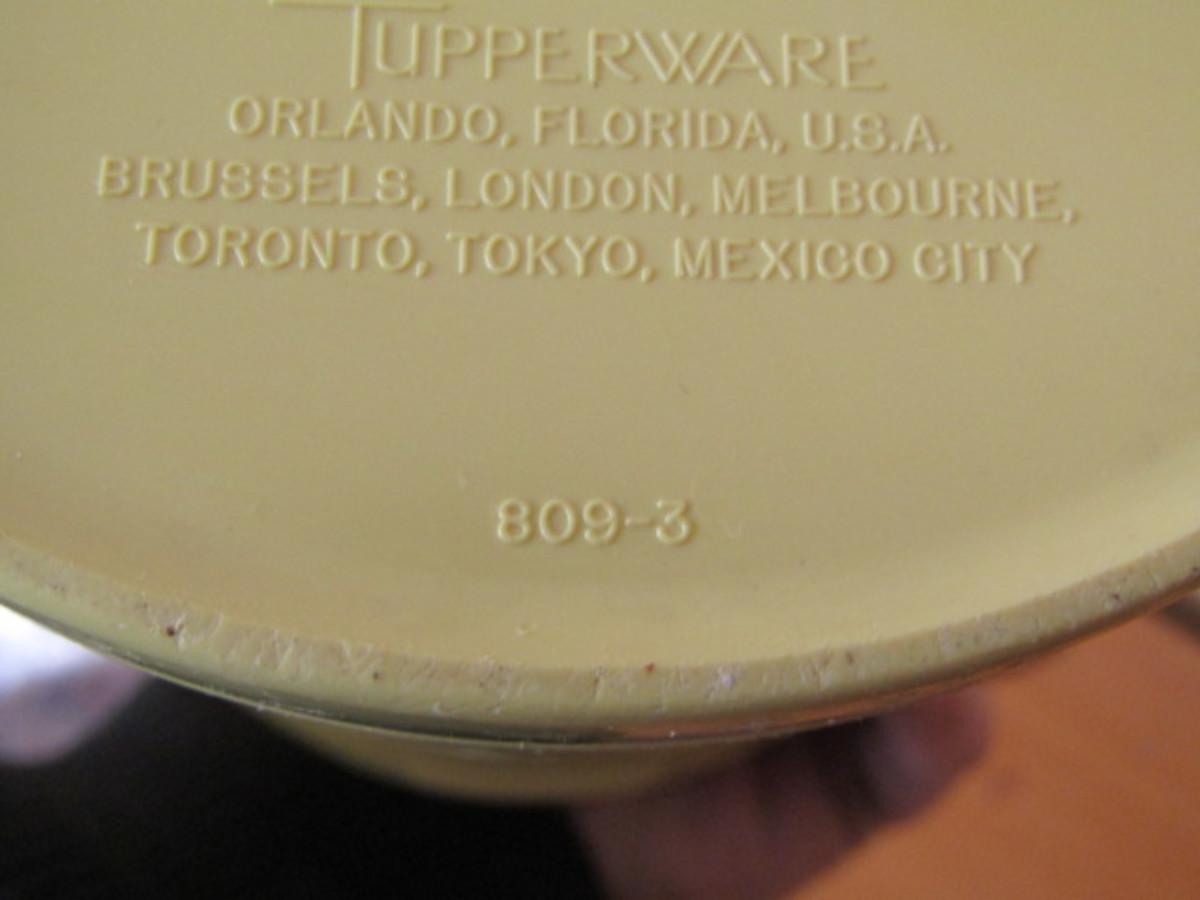 TUPPERWARE
ORLANDO, FLORIDA, U.S.A.
BRUSSELS, LONDON, MELBOURNE,
TORONTO, TOKYO, MEXICO CITY
809-3